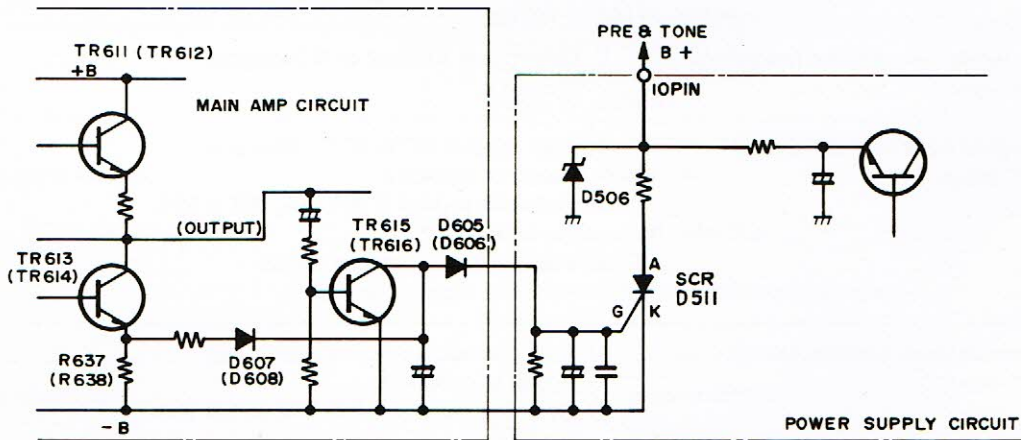 TR611 (TR612)
+B
MAIN AMP CIRCUIT
PRE & TONE
B +
10PIN
D506
(OUTPUT)
TR615
(TR616)
D605
(D606)
TR613
(TR614)
A
SCR
D511
G
K
R637
(R638)
D607
(D608)
-B
POWER SUPPLY CIRCUIT